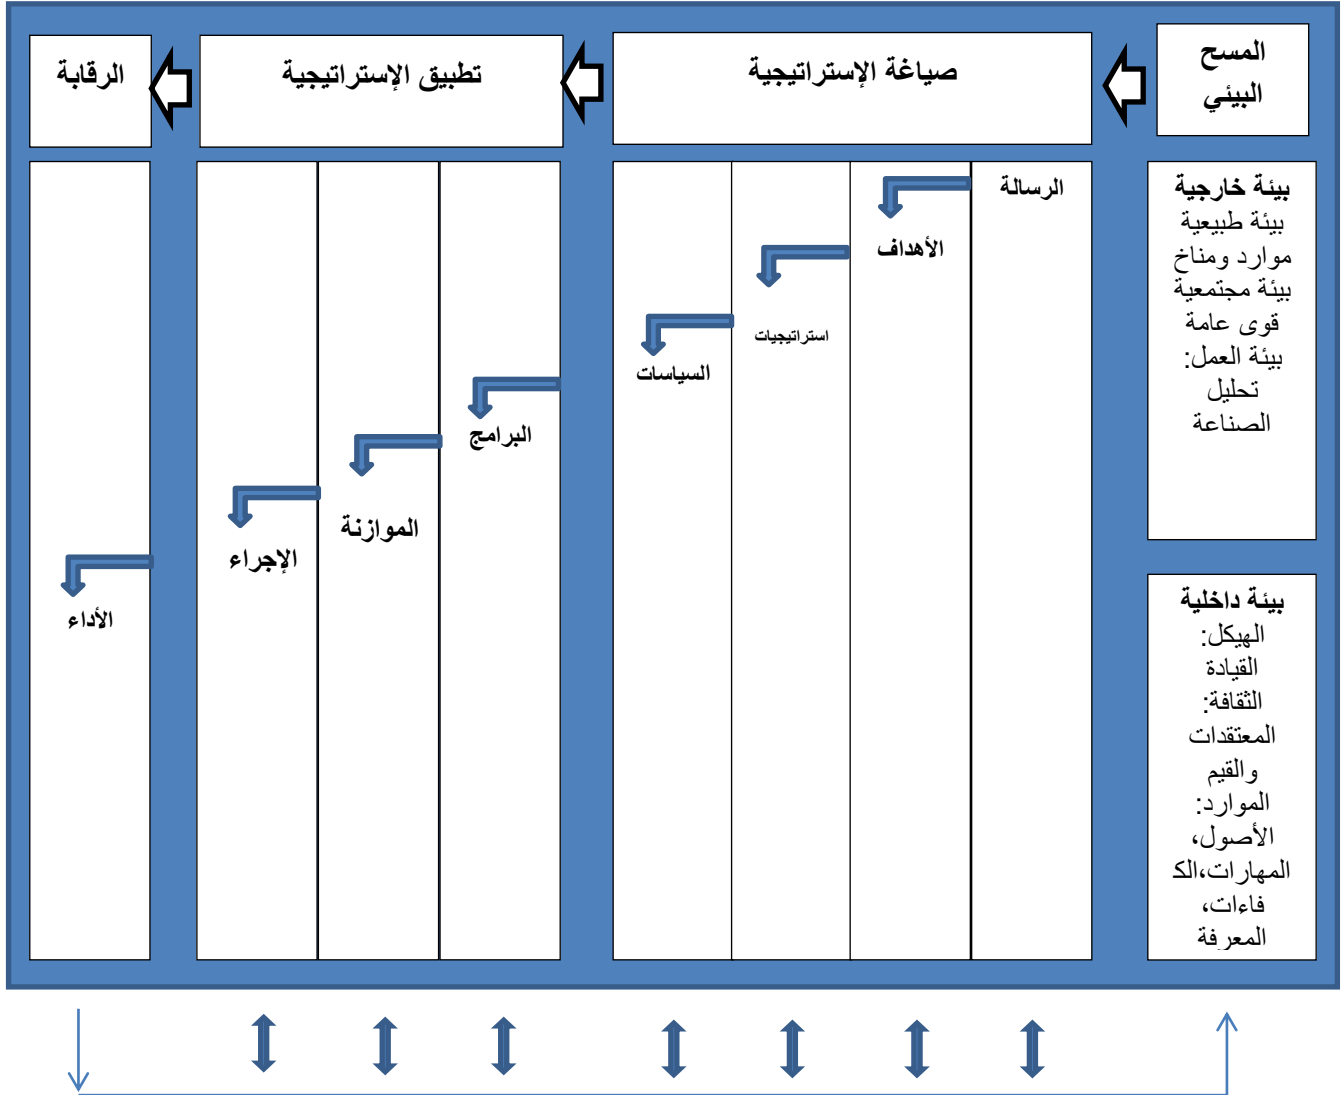 المسح
البيئي
صياغة الإستراتيجية
تطبيق الإستراتيجية
الرقابة
بيئة خارجية
بيئة طبيعية
موارد ومناخ
بيئة مجتمعية
قوى عامة
بيئة العمل:
تحليل
الصناعة
بيئة داخلية
الهيكل:
القيادة
الثقافة:
المعتقدات
والقيم
الموارد:
الأصول،
المهارات،الك
فاءات،
المعرفة
الرسالة
الأهداف
استراتيجيات
السياسات
البرامج
الموازنة
الإجراء
الأداء